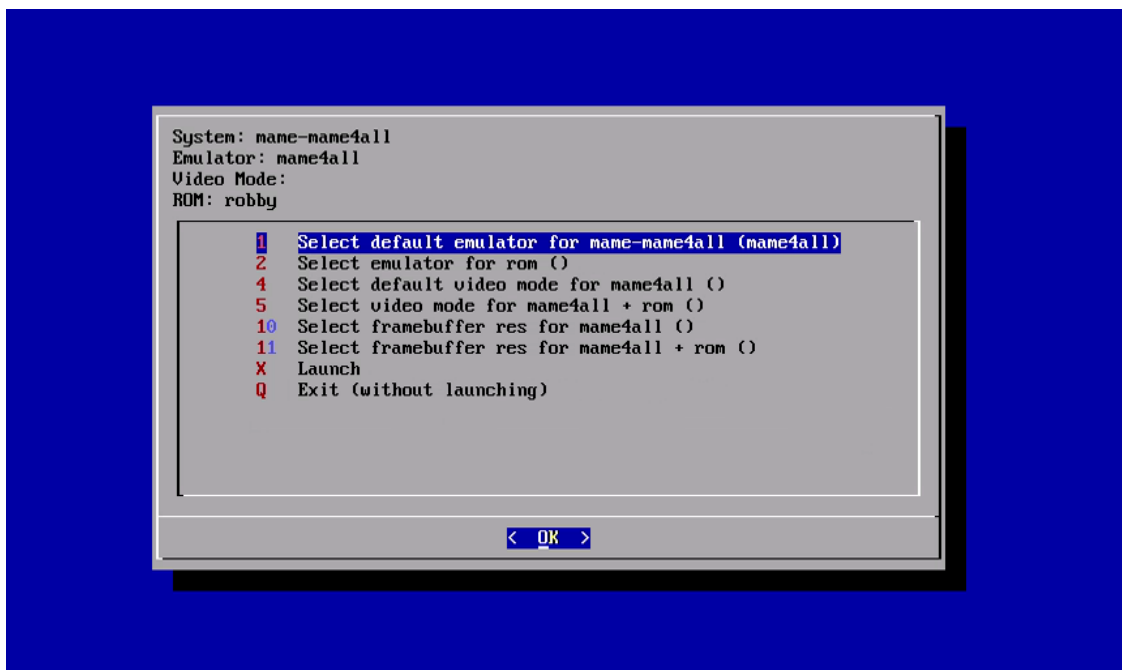 System: mame-mame4all
Emulator: mame4all
Video Mode:
ROM: robby
1 Select default emulator for mame-mame4all (mame4all)
2 Select emulator for rom ()
4 Select default video mode for mame4all ()
5 Select video mode for mame4all + rom ()
10 Select framebuffer res for mame4all ()
11 Select framebuffer res for mame4all + rom ()
X Launch
Q Exit (without launching)
< OK >